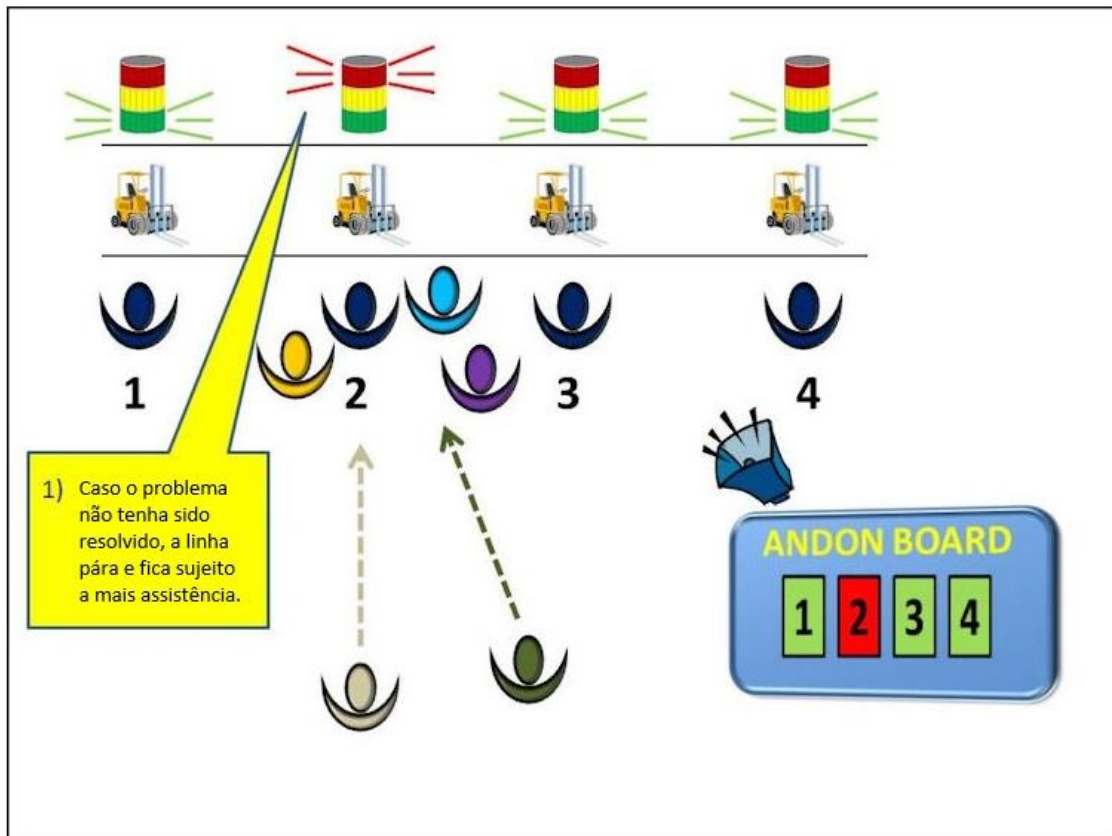 1 2 3 4
1) Caso o problema
não tenha sido
resolvido, a linha
pára e fica sujeito
a mais assistência.
ANDON BOARD
1 2 3 4